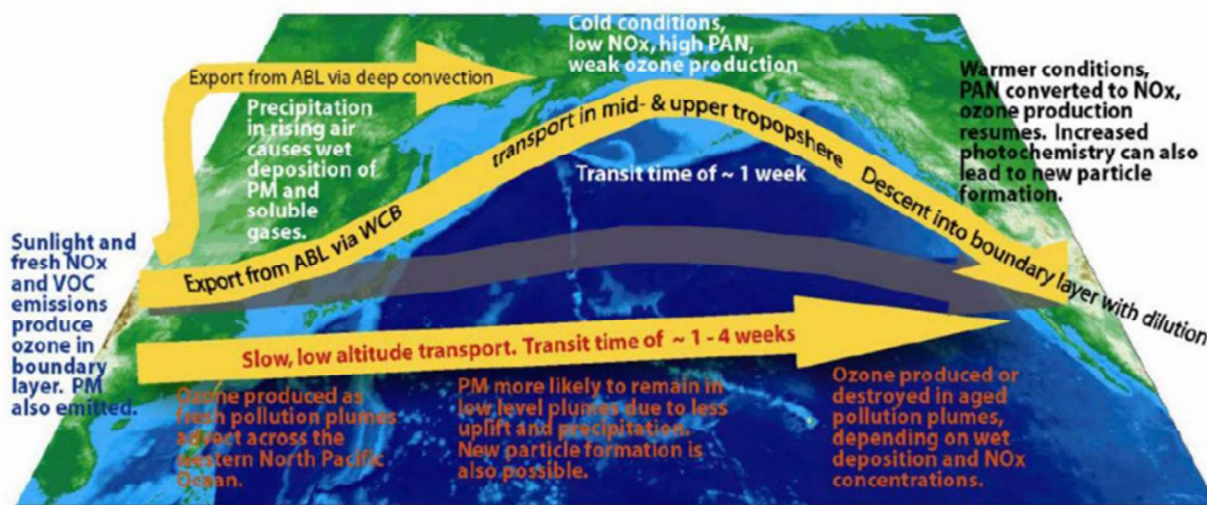 Cold conditions,
low NOx, high PAN,
weak ozone production
Export from ABL via deep convection
Precipitation
in rising air
causes wet
deposition of
PM and
soluble
gases.
Warmer conditions,
PAN converted to NOx,
ozone production
resumes. Increased
photochemistry can also
lead to new particle
formation.
Export from ABL via WCB
transport in mid- & upper tropopshere
Descent into boundary layer with dilution
Transit time of ~ 1 week
Sunlight and
fresh NOx
and VOC
emissions
produce
ozone in
boundary
layer. PM
also emitted.
Slow, low altitude transport. Transit time of ~ 1 - 4 weeks
Ozone produced as
fresh pollution plumes
advect across the
western North Pacific
Ocean.
PM more likely to remain in
low level plumes due to less
uplift and precipitation.
New particle formation is
also possible.
Ozone produced or
destroyed in aged
pollution plumes,
depending on wet
deposition and NOx
concentrations.